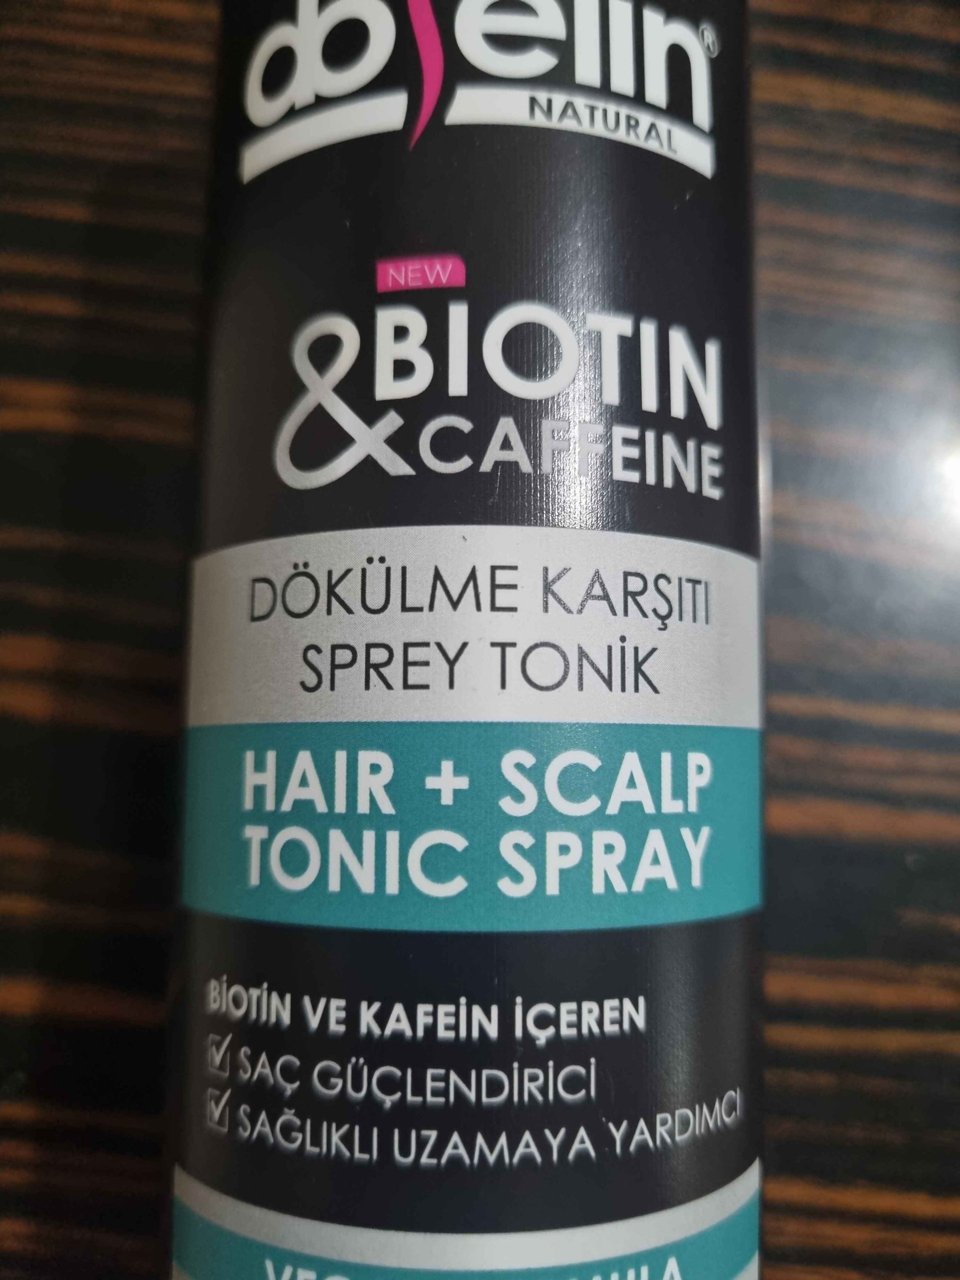 abselin®
NATURAL
NEW
BIOTIN
& CAFFEINE
DÖKÜLME KARŞITI
SPREY TONİK
HAIR + SCALP
TONIC SPRAY
BİOTİN VE KAFEİN İÇEREN
SAÇ GÜÇLENDİRİCİ
SAĞLIKLI UZAMAYA YARDIMCI